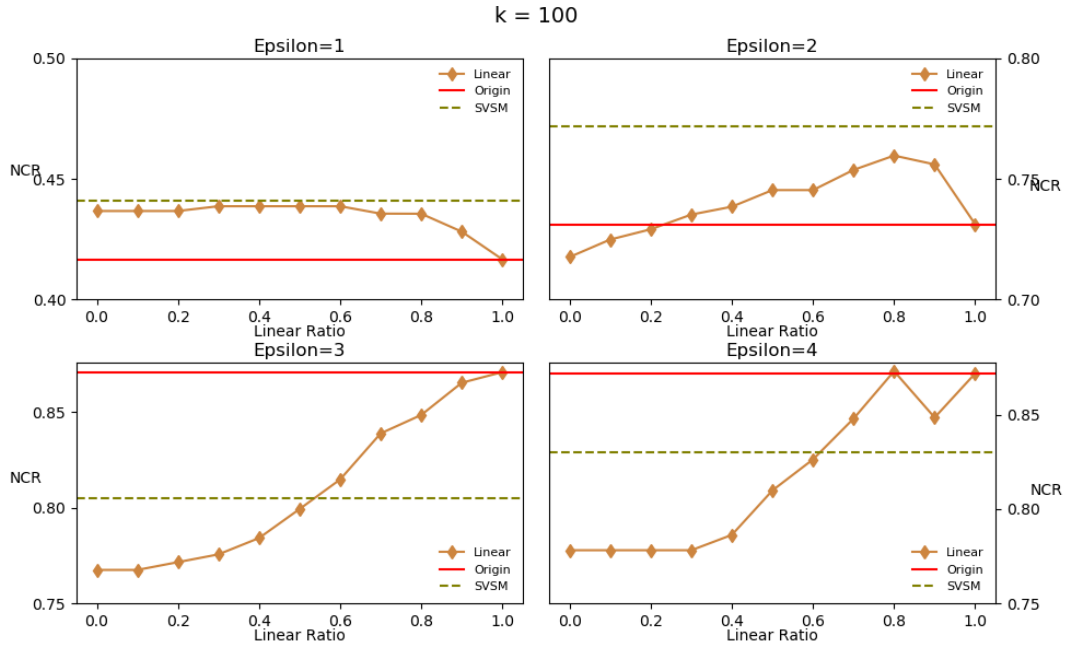 k = 100
Epsilon=1
Epsilon=2
0.50
0.45
0.40
NCR
Linear
Origin
SVSM
0.0 0.2 0.4 0.6 0.8 1.0
Linear Ratio
0.80
0.75
0.70
NCR
Linear
Origin
SVSM
0.0 0.2 0.4 0.6 0.8 1.0
Linear Ratio
Epsilon=3
Epsilon=4
0.85
0.80
0.75
NCR
Linear
Origin
SVSM
0.0 0.2 0.4 0.6 0.8 1.0
Linear Ratio
0.85
0.80
0.75
NCR
Linear
Origin
SVSM
0.0 0.2 0.4 0.6 0.8 1.0
Linear Ratio